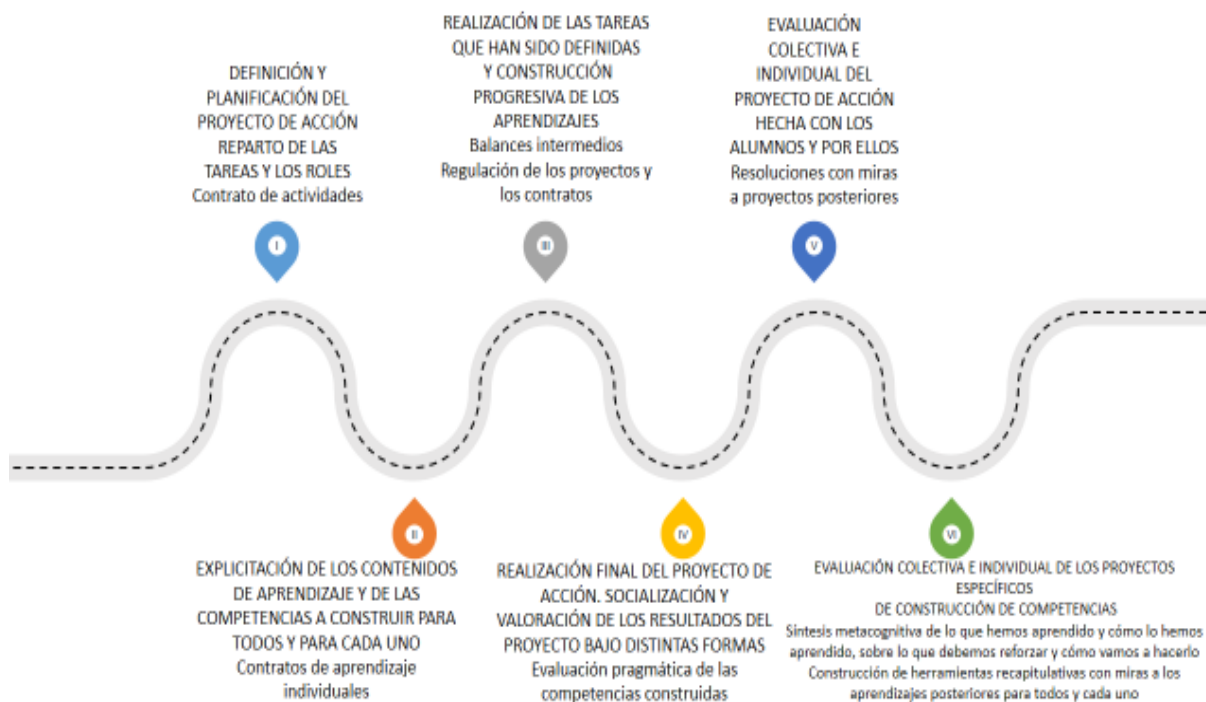 DEFINICIÓN Y
PLANIFICACIÓN DEL
PROYECTO DE ACCIÓN
REPARTO DE LAS
TAREAS Y LOS ROLES
Contrato de actividades
I
EXPLICITACIÓN DE LOS CONTENIDOS
DE APRENDIZAJE Y DE LAS
COMPETENCIAS A CONSTRUIR PARA
TODOS Y PARA CADA UNO
Contratos de aprendizaje
individuales
II
REALIZACIÓN DE LAS TAREAS
QUE HAN SIDO DEFINIDAS
Y CONSTRUCCIÓN
PROGRESIVA DE LOS
APRENDIZAJES
Balances intermedios
Regulación de los proyectos y
los contratos
III
REALIZACIÓN FINAL DEL PROYECTO DE
ACCIÓN. SOCIALIZACIÓN Y
VALORACIÓN DE LOS RESULTADOS DEL
PROYECTO BAJO DISTINTAS FORMAS
Evaluación pragmática de las
competencias construidas
IV
EVALUACIÓN
COLECTIVA E
INDIVIDUAL DEL
PROYECTO DE ACCIÓN
HECHA CON LOS
ALUMNOS Y POR ELLOS
Resoluciones con miras
a proyectos posteriores
V
EVALUACIÓN COLECTIVA E INDIVIDUAL DE LOS PROYECTOS
ESPECÍFICOS
DE CONSTRUCCIÓN DE COMPETENCIAS
Síntesis metacognitiva de lo que hemos aprendido y cómo lo hemos
aprendido, sobre lo que debemos reforzar y cómo vamos a hacerlo
Construcción de herramientas recapitulativas con miras a los
aprendizajes posteriores para todos y cada uno
VI